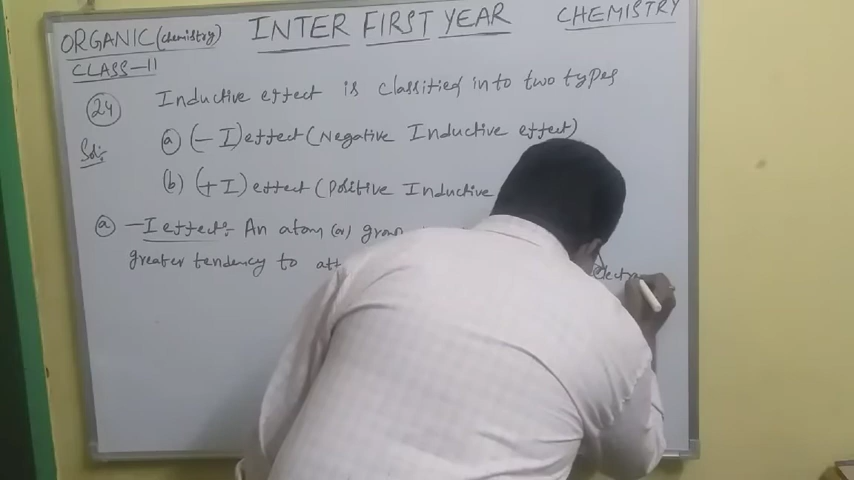 ORGANIC (chemistry) INTER FIRST YEAR CHEMISTRY
CLASS-11
24 Inductive effect is classified into two types
Sol:
(a) (-I) effect (Negative Inductive effect)
(b) (+I) effect (Positive Inductive
(a) -I effect:- An atom (or) group
greater tendency to att